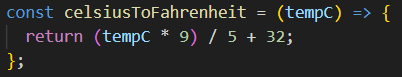 const celsiusToFahrenheit = (tempC) => {
  return (tempC * 9) / 5 + 32;
};